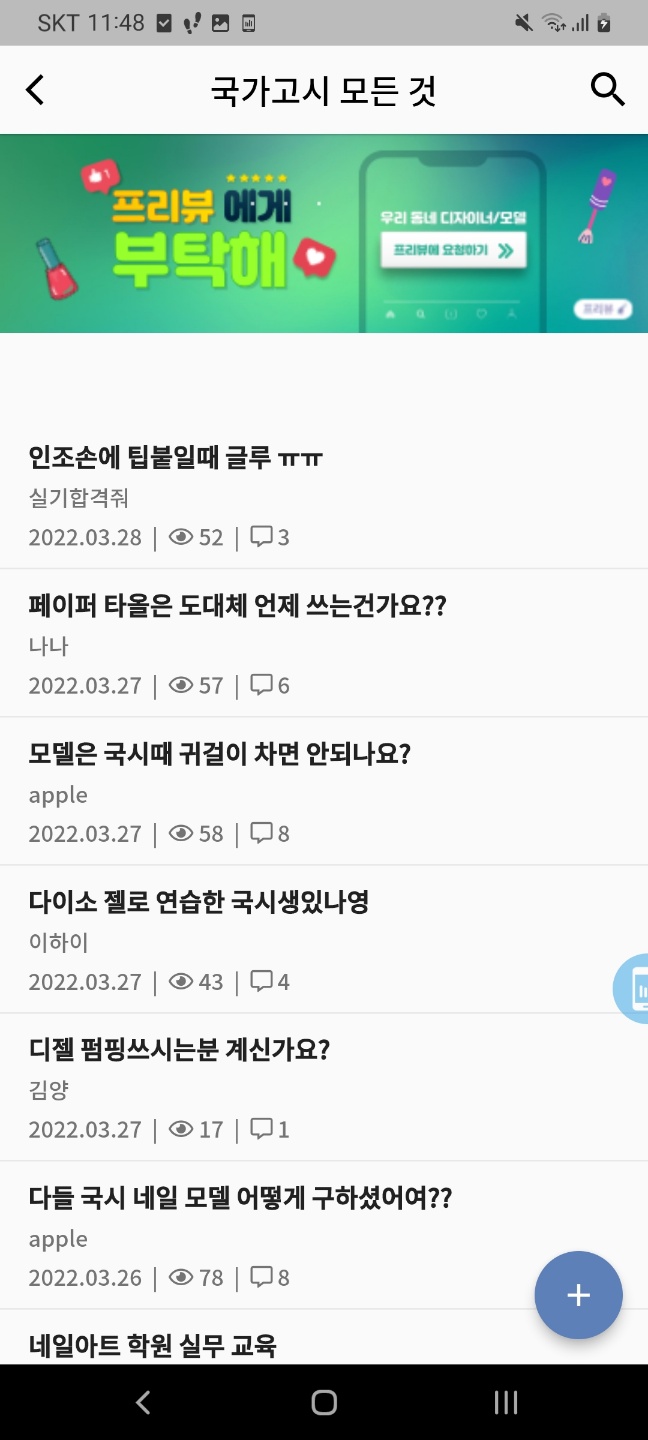 SKT 11:48
국가고시 모든 것
프리뷰 에게
부탁해
우리 동네 디자이너/모델
프리뷰에 요청하기
프리뷰
인조손에 팁붙일때 글루 ㅠㅠ
실기합격줘
2022.03.28 | 52 | 3
페이퍼 타올은 도대체 언제 쓰는건가요??
나나
2022.03.27 | 57 | 6
모델은 국시때 귀걸이 차면 안되나요?
apple
2022.03.27 | 58 | 8
다이소 젤로 연습한 국시생있나영
이하이
2022.03.27 | 43 | 4
디젤 펌핑쓰시는분 계신가요?
김양
2022.03.27 | 17 | 1
다들 국시 네일 모델 어떻게 구하셨어여??
apple
2022.03.26 | 78 | 8
네일아트 학원 실무 교육